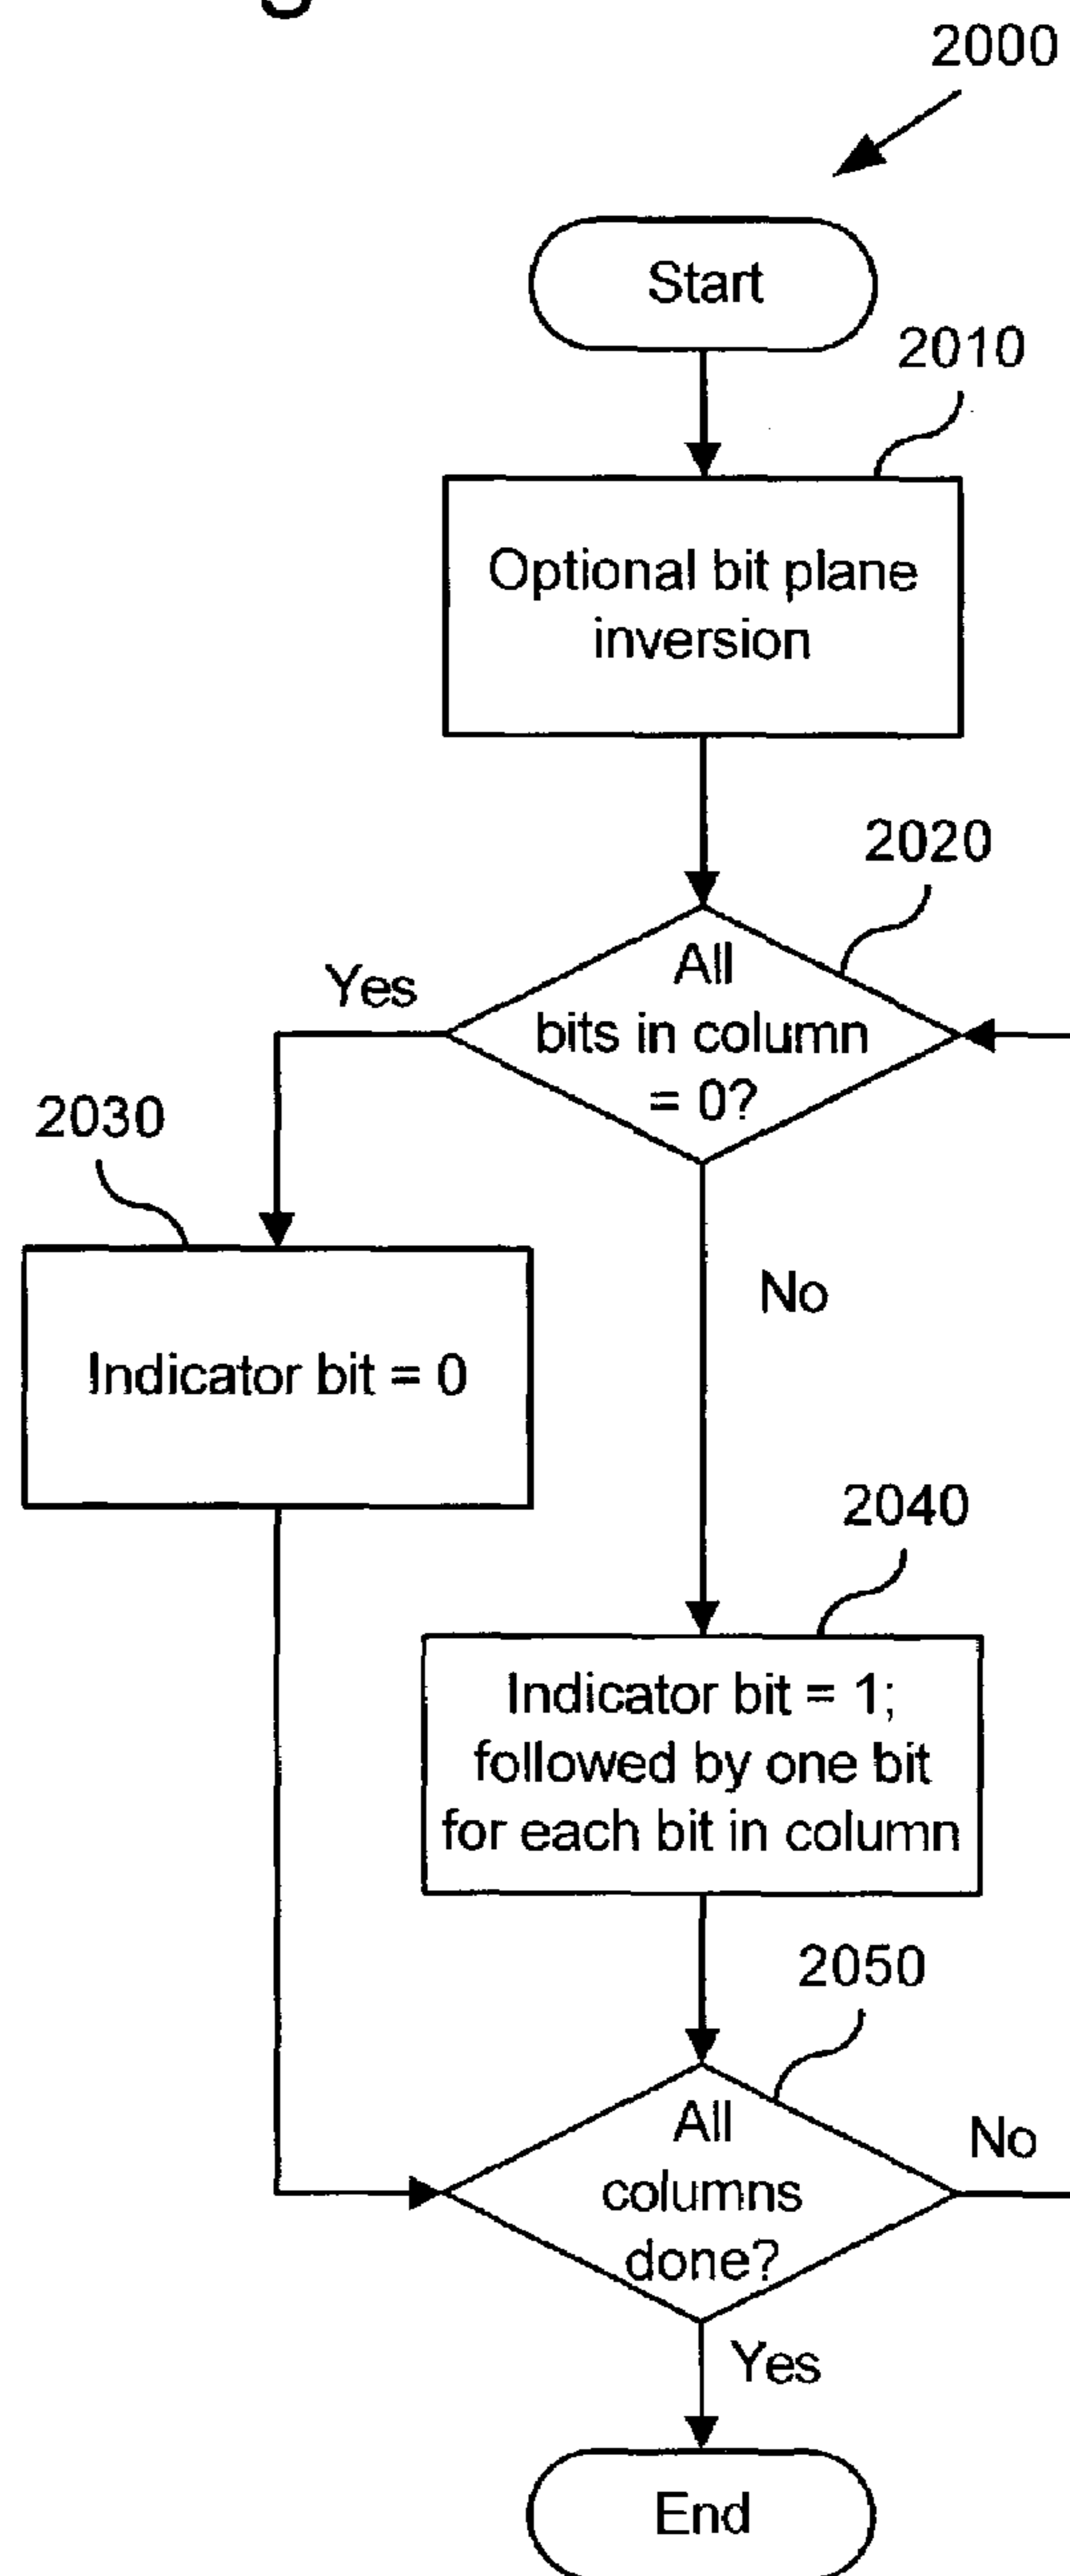 2000
Start
2010
Optional bit plane
inversion
2020
All
bits in column
= 0?
Yes
2030
No
Indicator bit = 0
2040
Indicator bit = 1;
followed by one bit
for each bit in column
2050
All
columns
done?
No
Yes
End